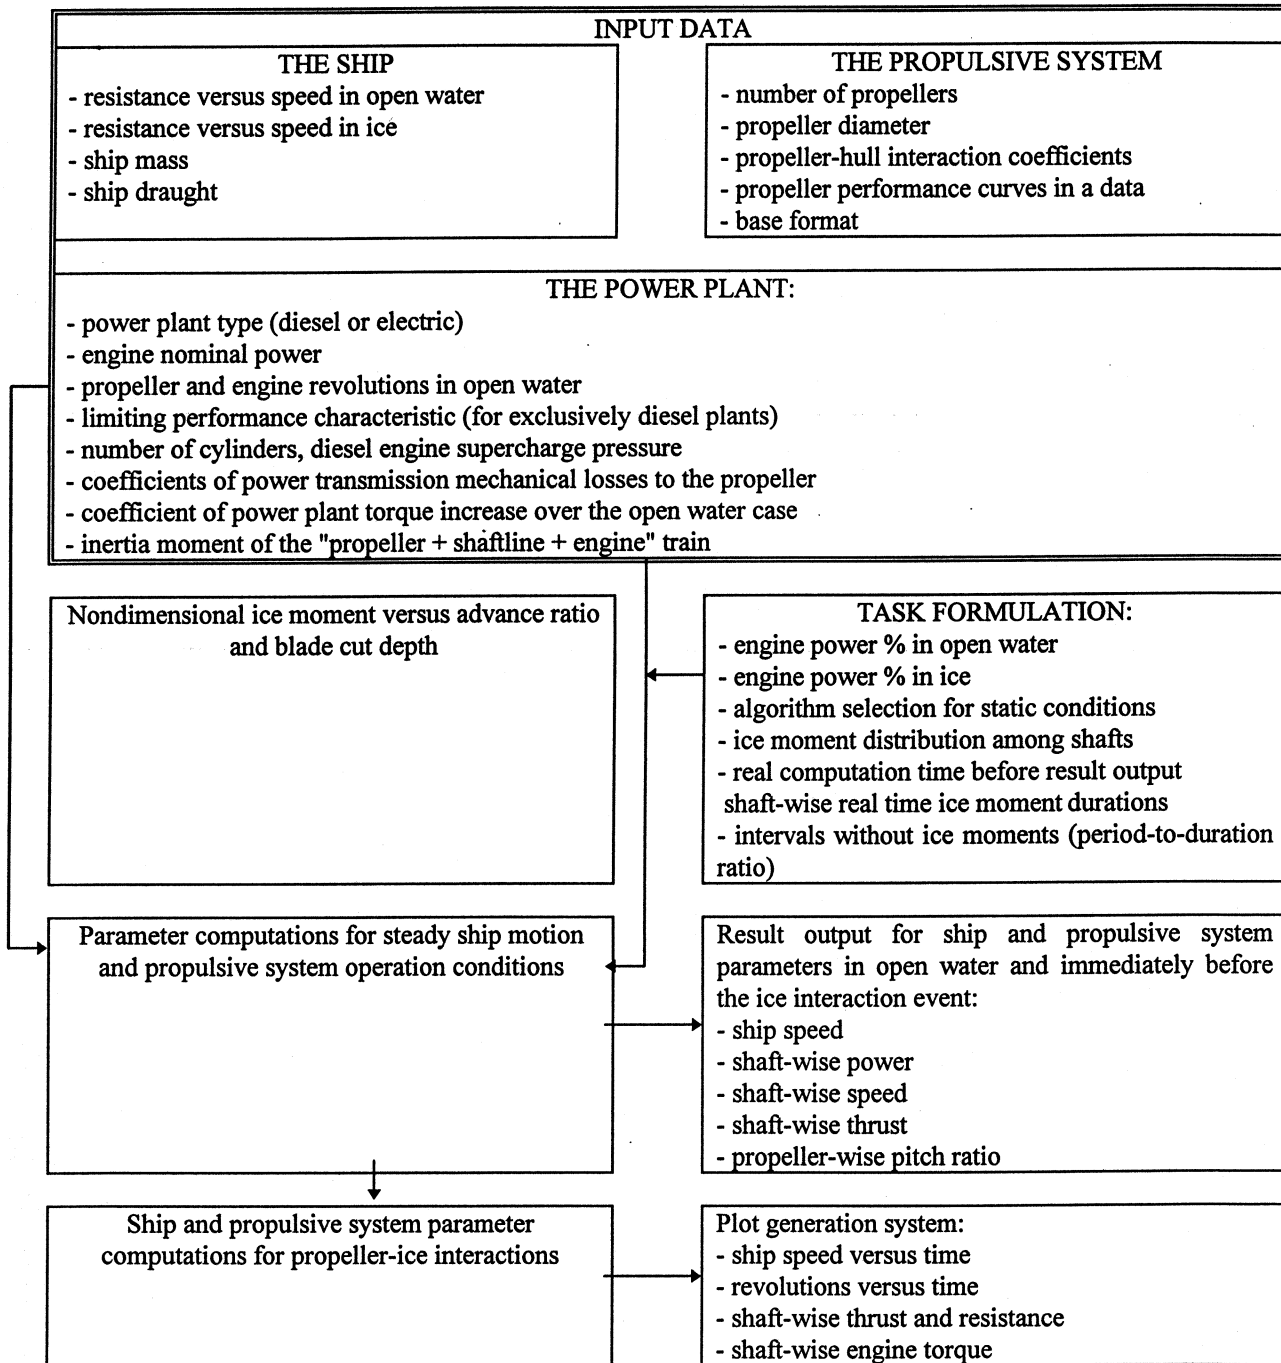 INPUT DATA
THE SHIP
- resistance versus speed in open water
- resistance versus speed in ice
- ship mass
- ship draught
THE PROPULSIVE SYSTEM
- number of propellers
- propeller diameter
- propeller-hull interaction coefficients
- propeller performance curves in a data
- base format
THE POWER PLANT:
- power plant type (diesel or electric)
- engine nominal power
- propeller and engine revolutions in open water
- limiting performance characteristic (for exclusively diesel plants)
- number of cylinders, diesel engine supercharge pressure
- coefficients of power transmission mechanical losses to the propeller
- coefficient of power plant torque increase over the open water case
- inertia moment of the "propeller + shaftline + engine" train
Nondimensional ice moment versus advance ratio
and blade cut depth
TASK FORMULATION:
- engine power % in open water
- engine power % in ice
- algorithm selection for static conditions
- ice moment distribution among shafts
- real computation time before result output
shaft-wise real time ice moment durations
- intervals without ice moments (period-to-duration
ratio)
Parameter computations for steady ship motion
and propulsive system operation conditions
Result output for ship and propulsive system
parameters in open water and immediately before
the ice interaction event:
- ship speed
- shaft-wise power
- shaft-wise speed
- shaft-wise thrust
- propeller-wise pitch ratio
Ship and propulsive system parameter
computations for propeller-ice interactions
Plot generation system:
- ship speed versus time
- revolutions versus time
- shaft-wise thrust and resistance
- shaft-wise engine torque